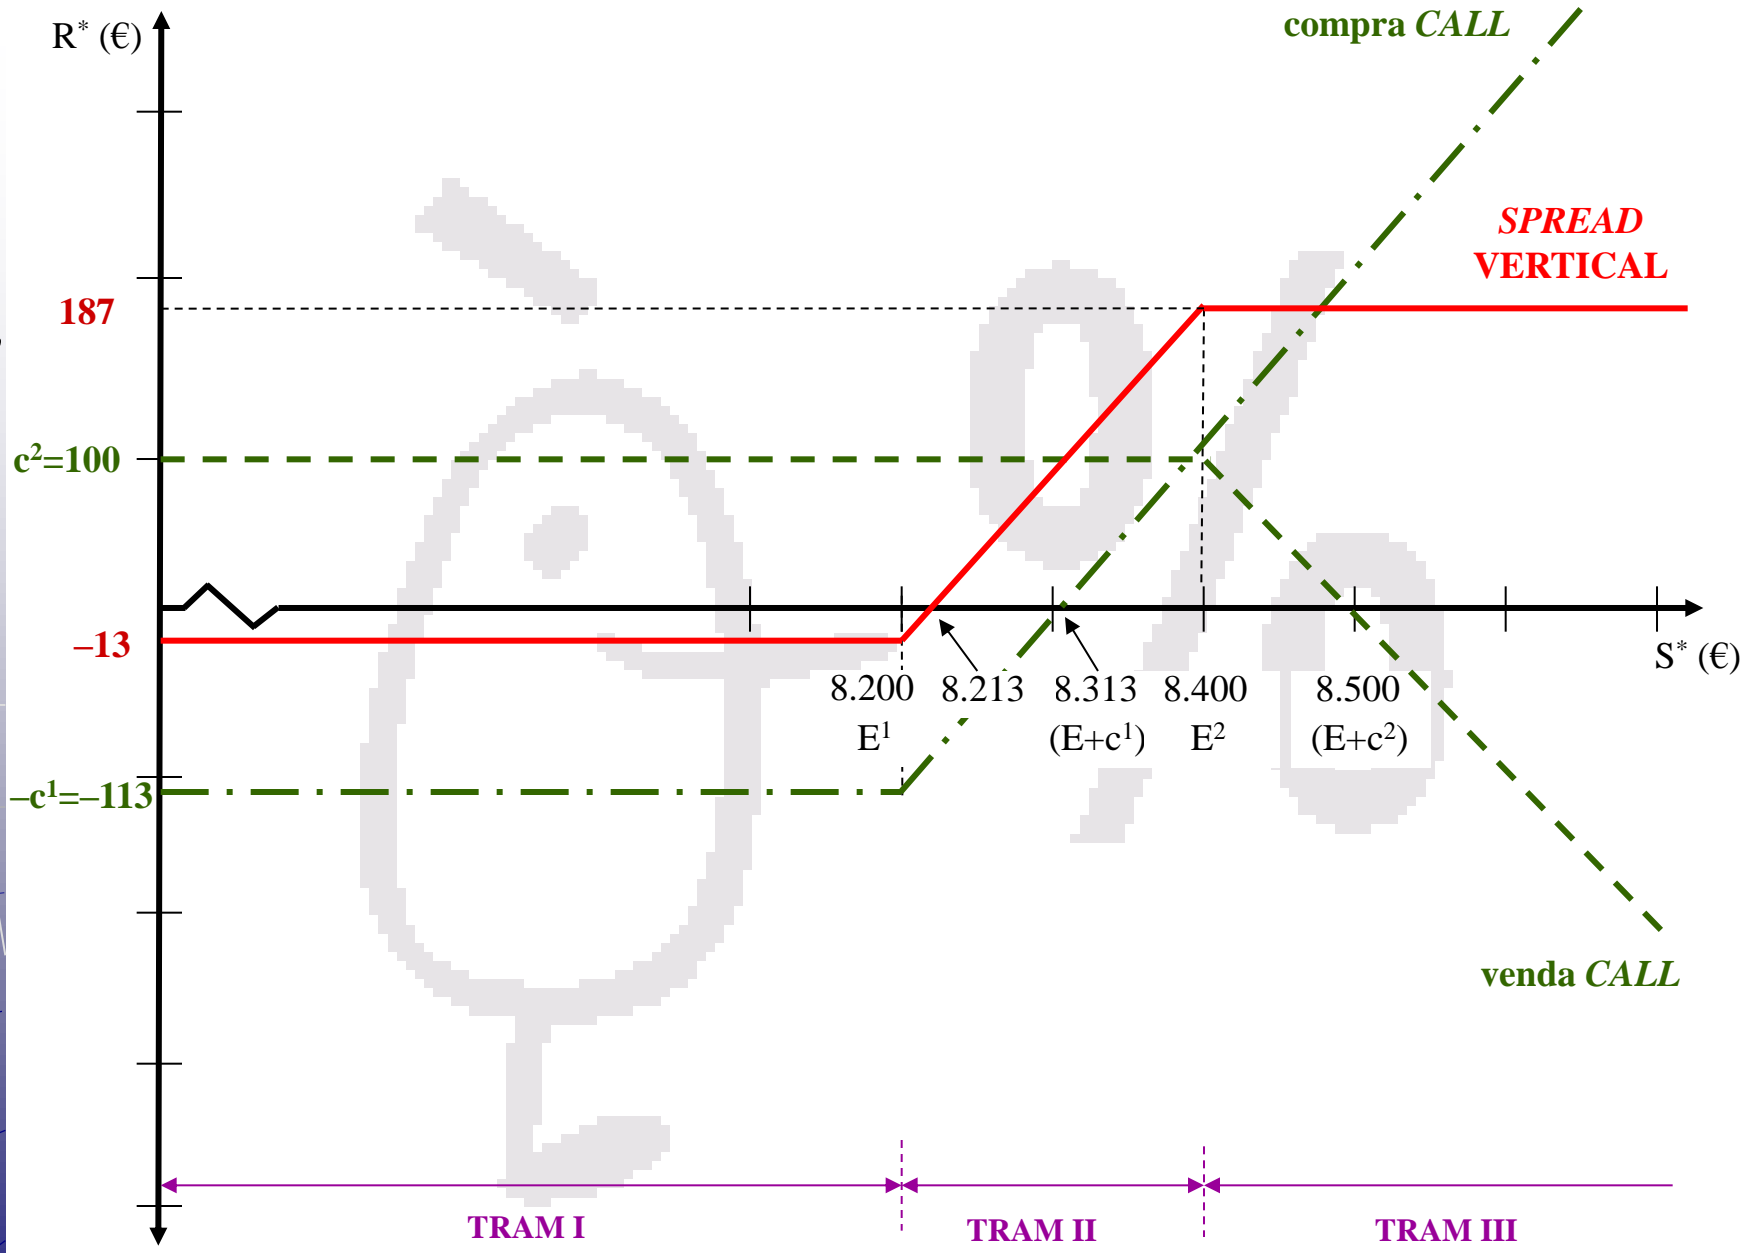 R* (€)
compra CALL
SPREAD
VERTICAL
187
c²=100
–13
S* (€)
8.200
8.213
8.313
8.400
8.500
E¹
(E+c¹)
E²
(E+c²)
–c¹=–113
venda CALL
TRAM I
TRAM II
TRAM III